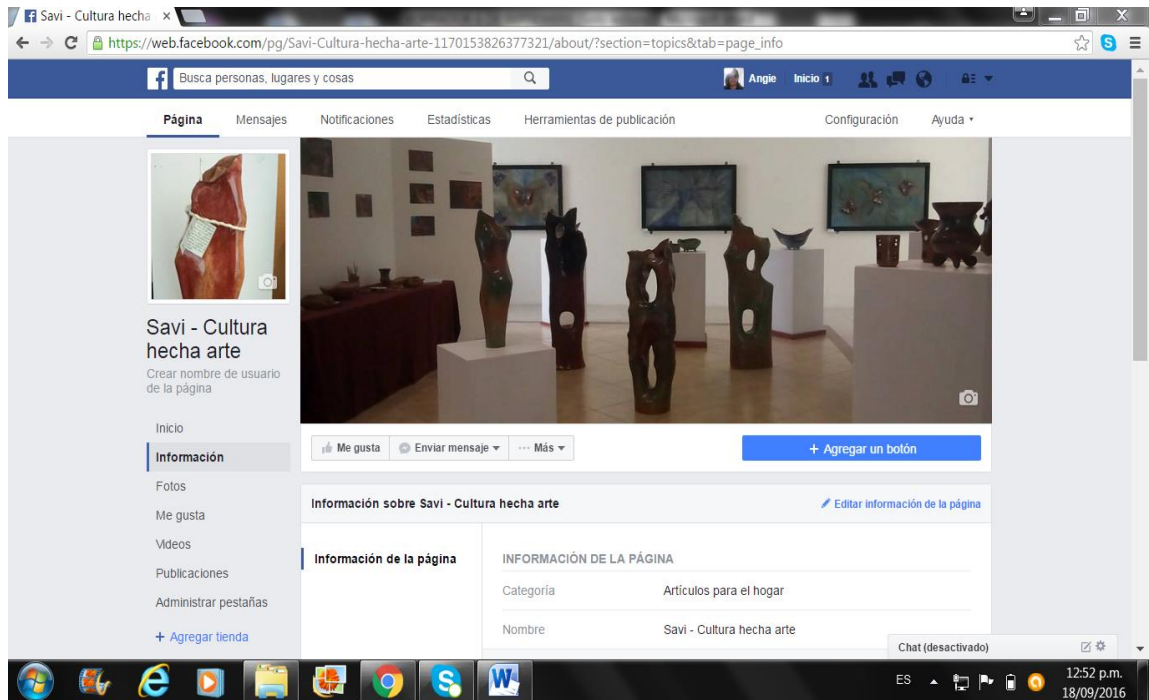 Savi - Cultura hecha
https://web.facebook.com/pg/Savi-Cultura-hecha-arte-1170153826377321/about/?section=topics&tab=page_info
Busca personas, lugares y cosas
Angie Inicio 1
Página Mensajes Notificaciones Estadísticas Herramientas de publicación Configuración Ayuda
Savi - Cultura
hecha arte
Crear nombre de usuario
de la página
Inicio
Información
Fotos
Me gusta
Videos
Publicaciones
Administrar pestañas
+ Agregar tienda
Me gusta Enviar mensaje ··· Más + Agregar un botón
Información sobre Savi - Cultura hecha arte Editar información de la página
Información de la página
INFORMACIÓN DE LA PÁGINA
Categoría Artículos para el hogar
Nombre Savi - Cultura hecha arte
Chat (desactivado)
ES
12:52 p.m.
18/09/2016